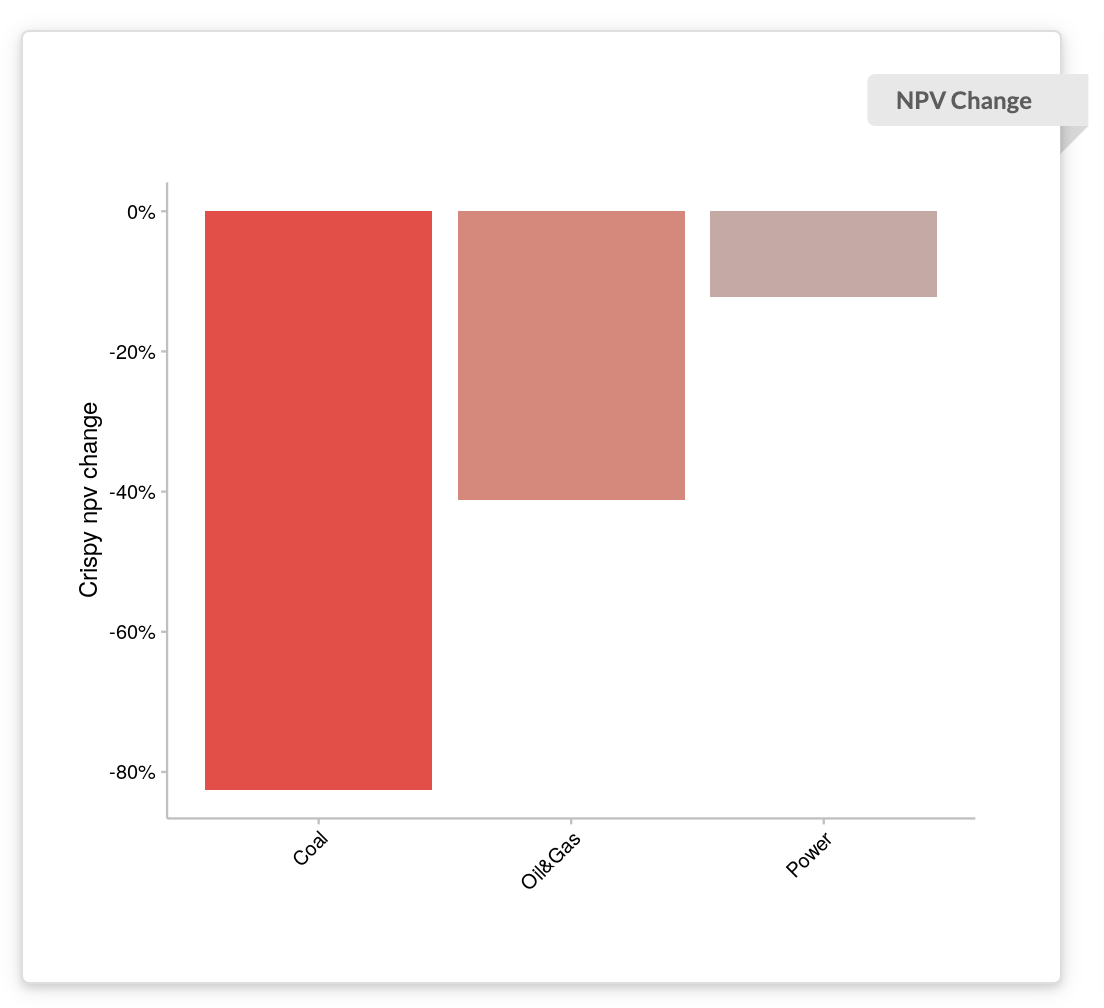 NPV Change
0%
-20%
-40%
-60%
-80%
Crispy npv change
Coal
Oil&Gas
Power